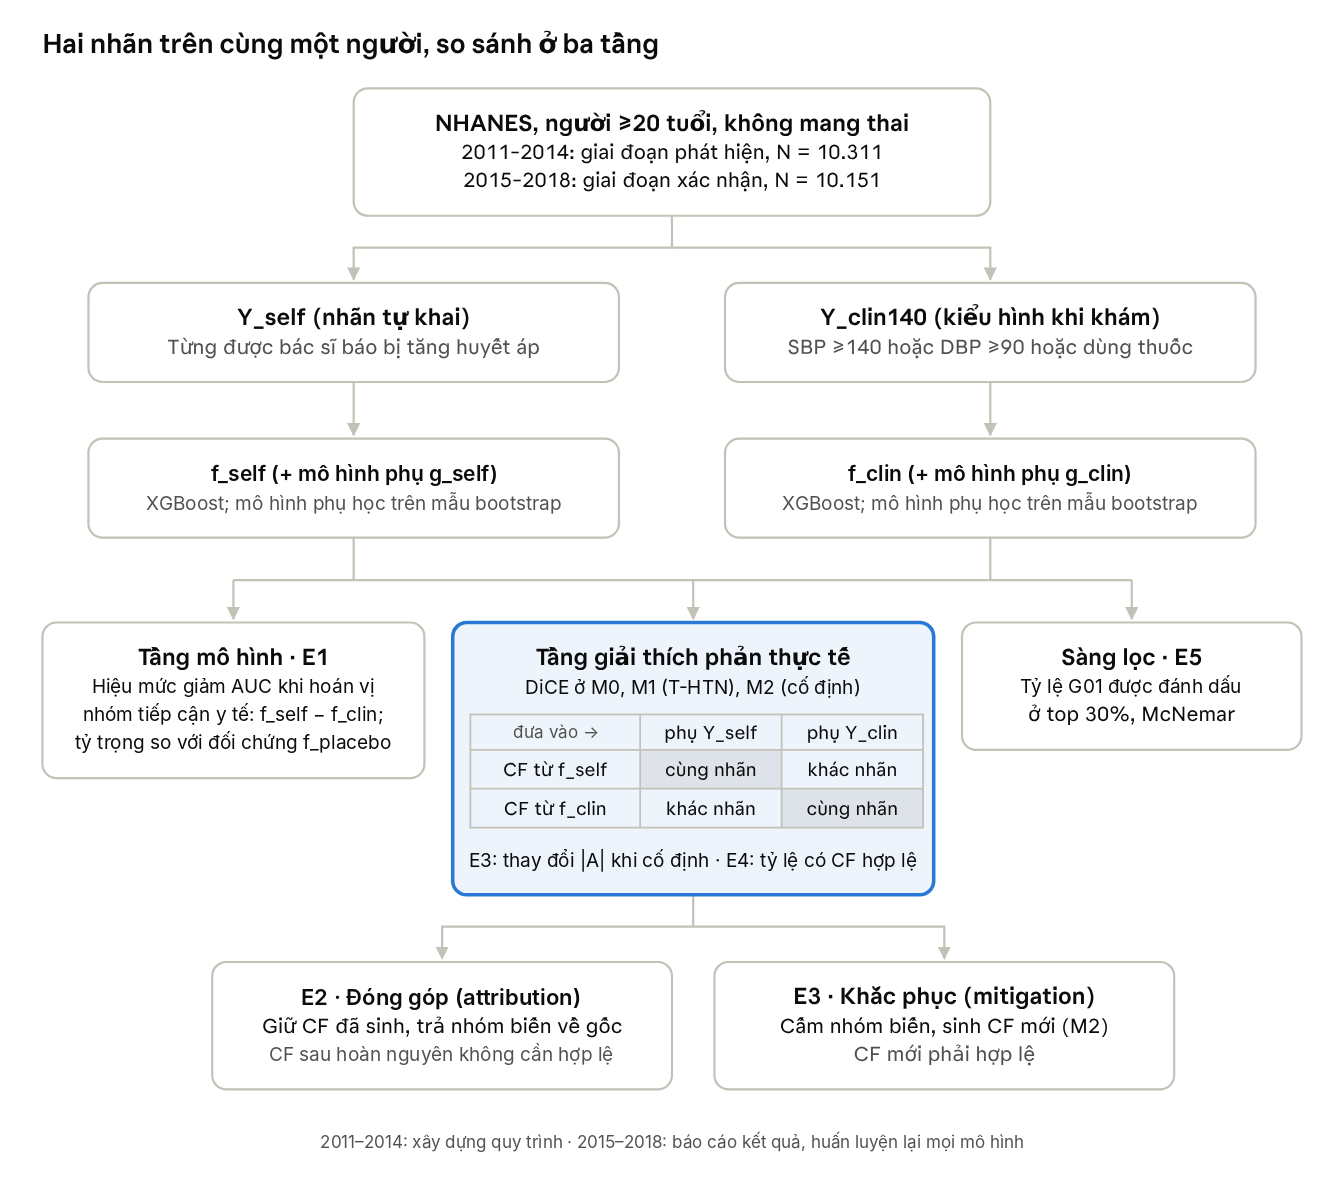 Hai nhãn trên cùng một người, so sánh ở ba tầng
NHANES, người ≥20 tuổi, không mang thai
2011-2014: giai đoạn phát hiện, N = 10.311
2015-2018: giai đoạn xác nhận, N = 10.151
Y_self (nhãn tự khai)
Từng được bác sĩ báo bị tăng huyết áp
Y_clin140 (kiểu hình khi khám)
SBP ≥140 hoặc DBP ≥90 hoặc dùng thuốc
f_self (+ mô hình phụ g_self)
XGBoost; mô hình phụ học trên mẫu bootstrap
f_clin (+ mô hình phụ g_clin)
XGBoost; mô hình phụ học trên mẫu bootstrap
Tầng mô hình · E1
Hiệu mức giảm AUC khi hoán vị
nhóm tiếp cận y tế: f_self − f_clin;
tỷ trọng so với đối chứng f_placebo
Tầng giải thích phản thực tế
DiCE ở M0, M1 (T-HTN), M2 (cố định)
đưa vào → phụ Y_self phụ Y_clin
CF từ f_self cùng nhãn khác nhãn
CF từ f_clin khác nhãn cùng nhãn
E3: thay đổi |A| khi cố định · E4: tỷ lệ có CF hợp lệ
Sàng lọc · E5
Tỷ lệ G01 được đánh dấu
ở top 30%, McNemar
E2 · Đóng góp (attribution)
Giữ CF đã sinh, trả nhóm biến về gốc
CF sau hoàn nguyên không cần hợp lệ
E3 · Khắc phục (mitigation)
Cấm nhóm biến, sinh CF mới (M2)
CF mới phải hợp lệ
2011–2014: xây dựng quy trình · 2015–2018: báo cáo kết quả, huấn luyện lại mọi mô hình